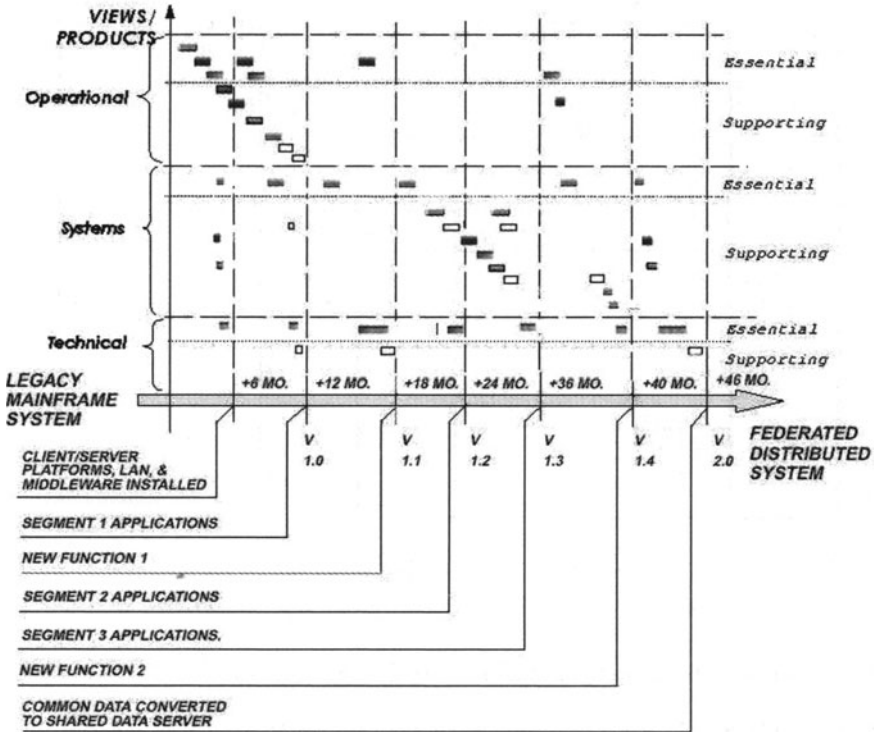 VIEWS/
PRODUCTS
Essential
Operational
Supporting
Essential
Systems
Supporting
Essential
Technical
Supporting
LEGACY
MAINFRAME
SYSTEM
+6 MO. +12 MO. +18 MO. +24 MO. +36 MO. +40 MO. +46 MO.
V 1.0
V 1.1
V 1.2
V 1.3
V 1.4
V 2.0
FEDERATED
DISTRIBUTED
SYSTEM
CLIENT/SERVER
PLATFORMS, LAN, &
MIDDLEWARE INSTALLED
SEGMENT 1 APPLICATIONS
NEW FUNCTION 1
SEGMENT 2 APPLICATIONS
SEGMENT 3 APPLICATIONS.
NEW FUNCTION 2
COMMON DATA CONVERTED
TO SHARED DATA SERVER